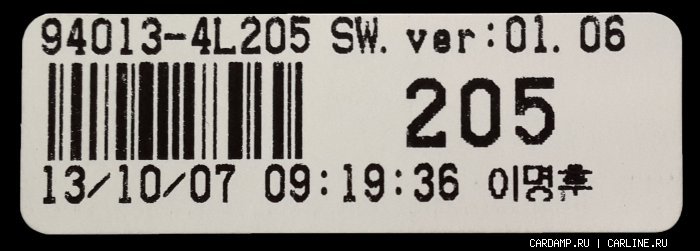 94013-4L205 SW. ver:01. 06
205
13/10/07 09:19:36 이명훈
CARDAMP.RU | CARLINE.RU